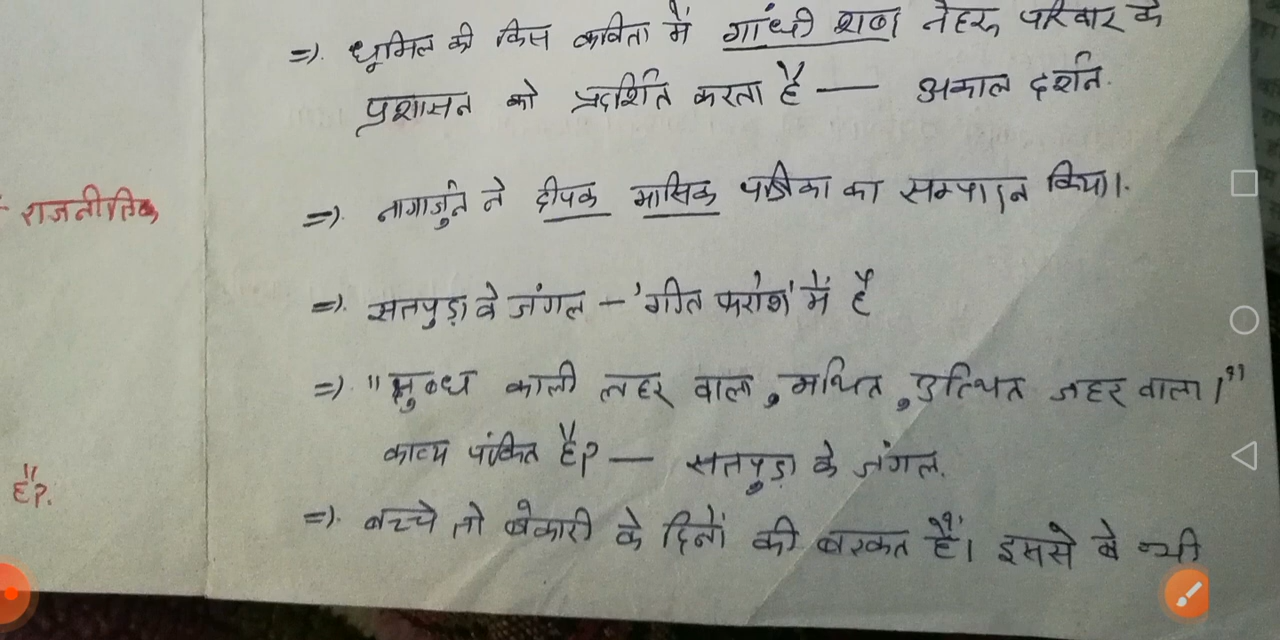 ⇒. धूमिल की किस कविता में गांधी शब्द नेहरू परिवार के
प्रशासन को प्रदर्शित करता है — अकाल दर्शन.
- राजनीतिक
⇒. नागार्जुन ने दीपक मासिक पत्रिका का सम्पादन किया।.
⇒. सतपुड़ा के जंगल – 'गीत फरोश' में है
⇒. "क्षुब्ध काली लहर वाला, मथित, उत्थित जहर वाला।"
काव्य पंक्ति है? — सतपुड़ा के जंगल.
है?.
⇒. बच्चे तो बेकारी के दिनों की बरकत हैं"। इससे वे भी